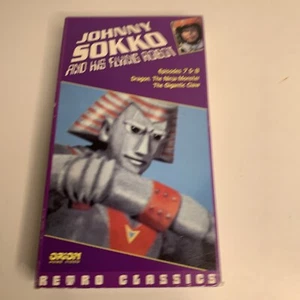 JOHNNY
SOKKO
AND HIS FLYING ROBOT
Episodes 7 & 8
Dragon: The Ninja Monster
The Gigantic Claw
ORION
RETRO CLASSICS